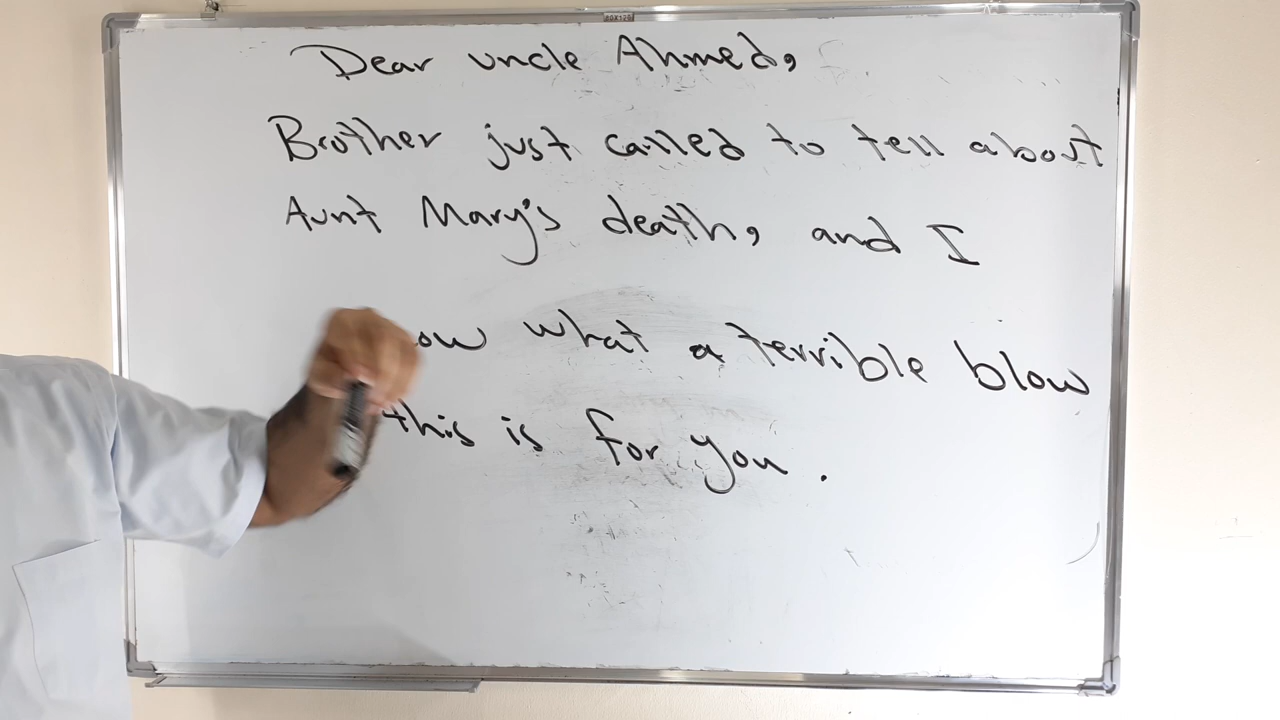 Dear uncle Ahmed,
Brother just called to tell about
Aunt Mary's death, and I
what a terrible blow
this is for you.